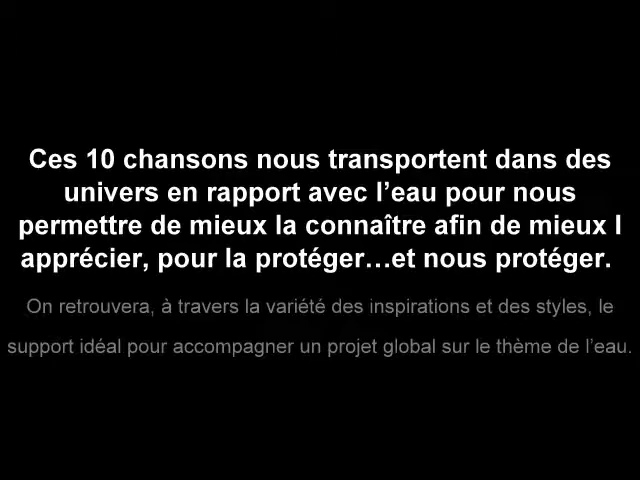 Ces 10 chansons nous transportent dans des
univers en rapport avec l’eau pour nous
permettre de mieux la connaître afin de mieux l
apprécier, pour la protéger…et nous protéger.
On retrouvera, à travers la variété des inspirations et des styles, le
support idéal pour accompagner un projet global sur le thème de l’eau.